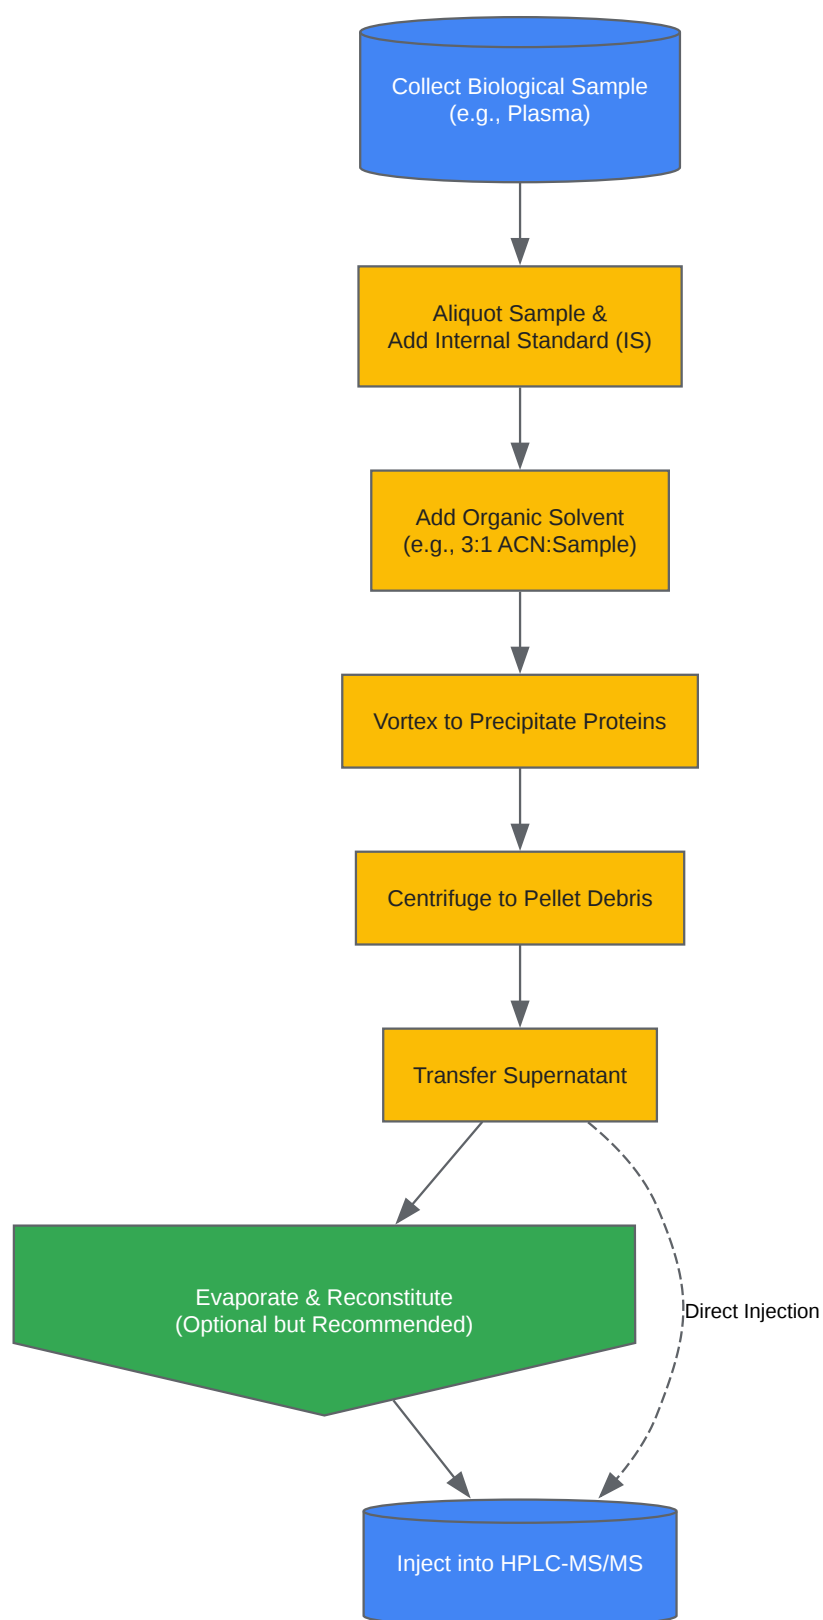 Collect Biological Sample
(e.g., Plasma)
Aliquot Sample &
Add Internal Standard (IS)
Add Organic Solvent
(e.g., 3:1 ACN:Sample)
Vortex to Precipitate Proteins
Centrifuge to Pellet Debris
Transfer Supernatant
Evaporate & Reconstitute
(Optional but Recommended)
Direct Injection
Inject into HPLC-MS/MS